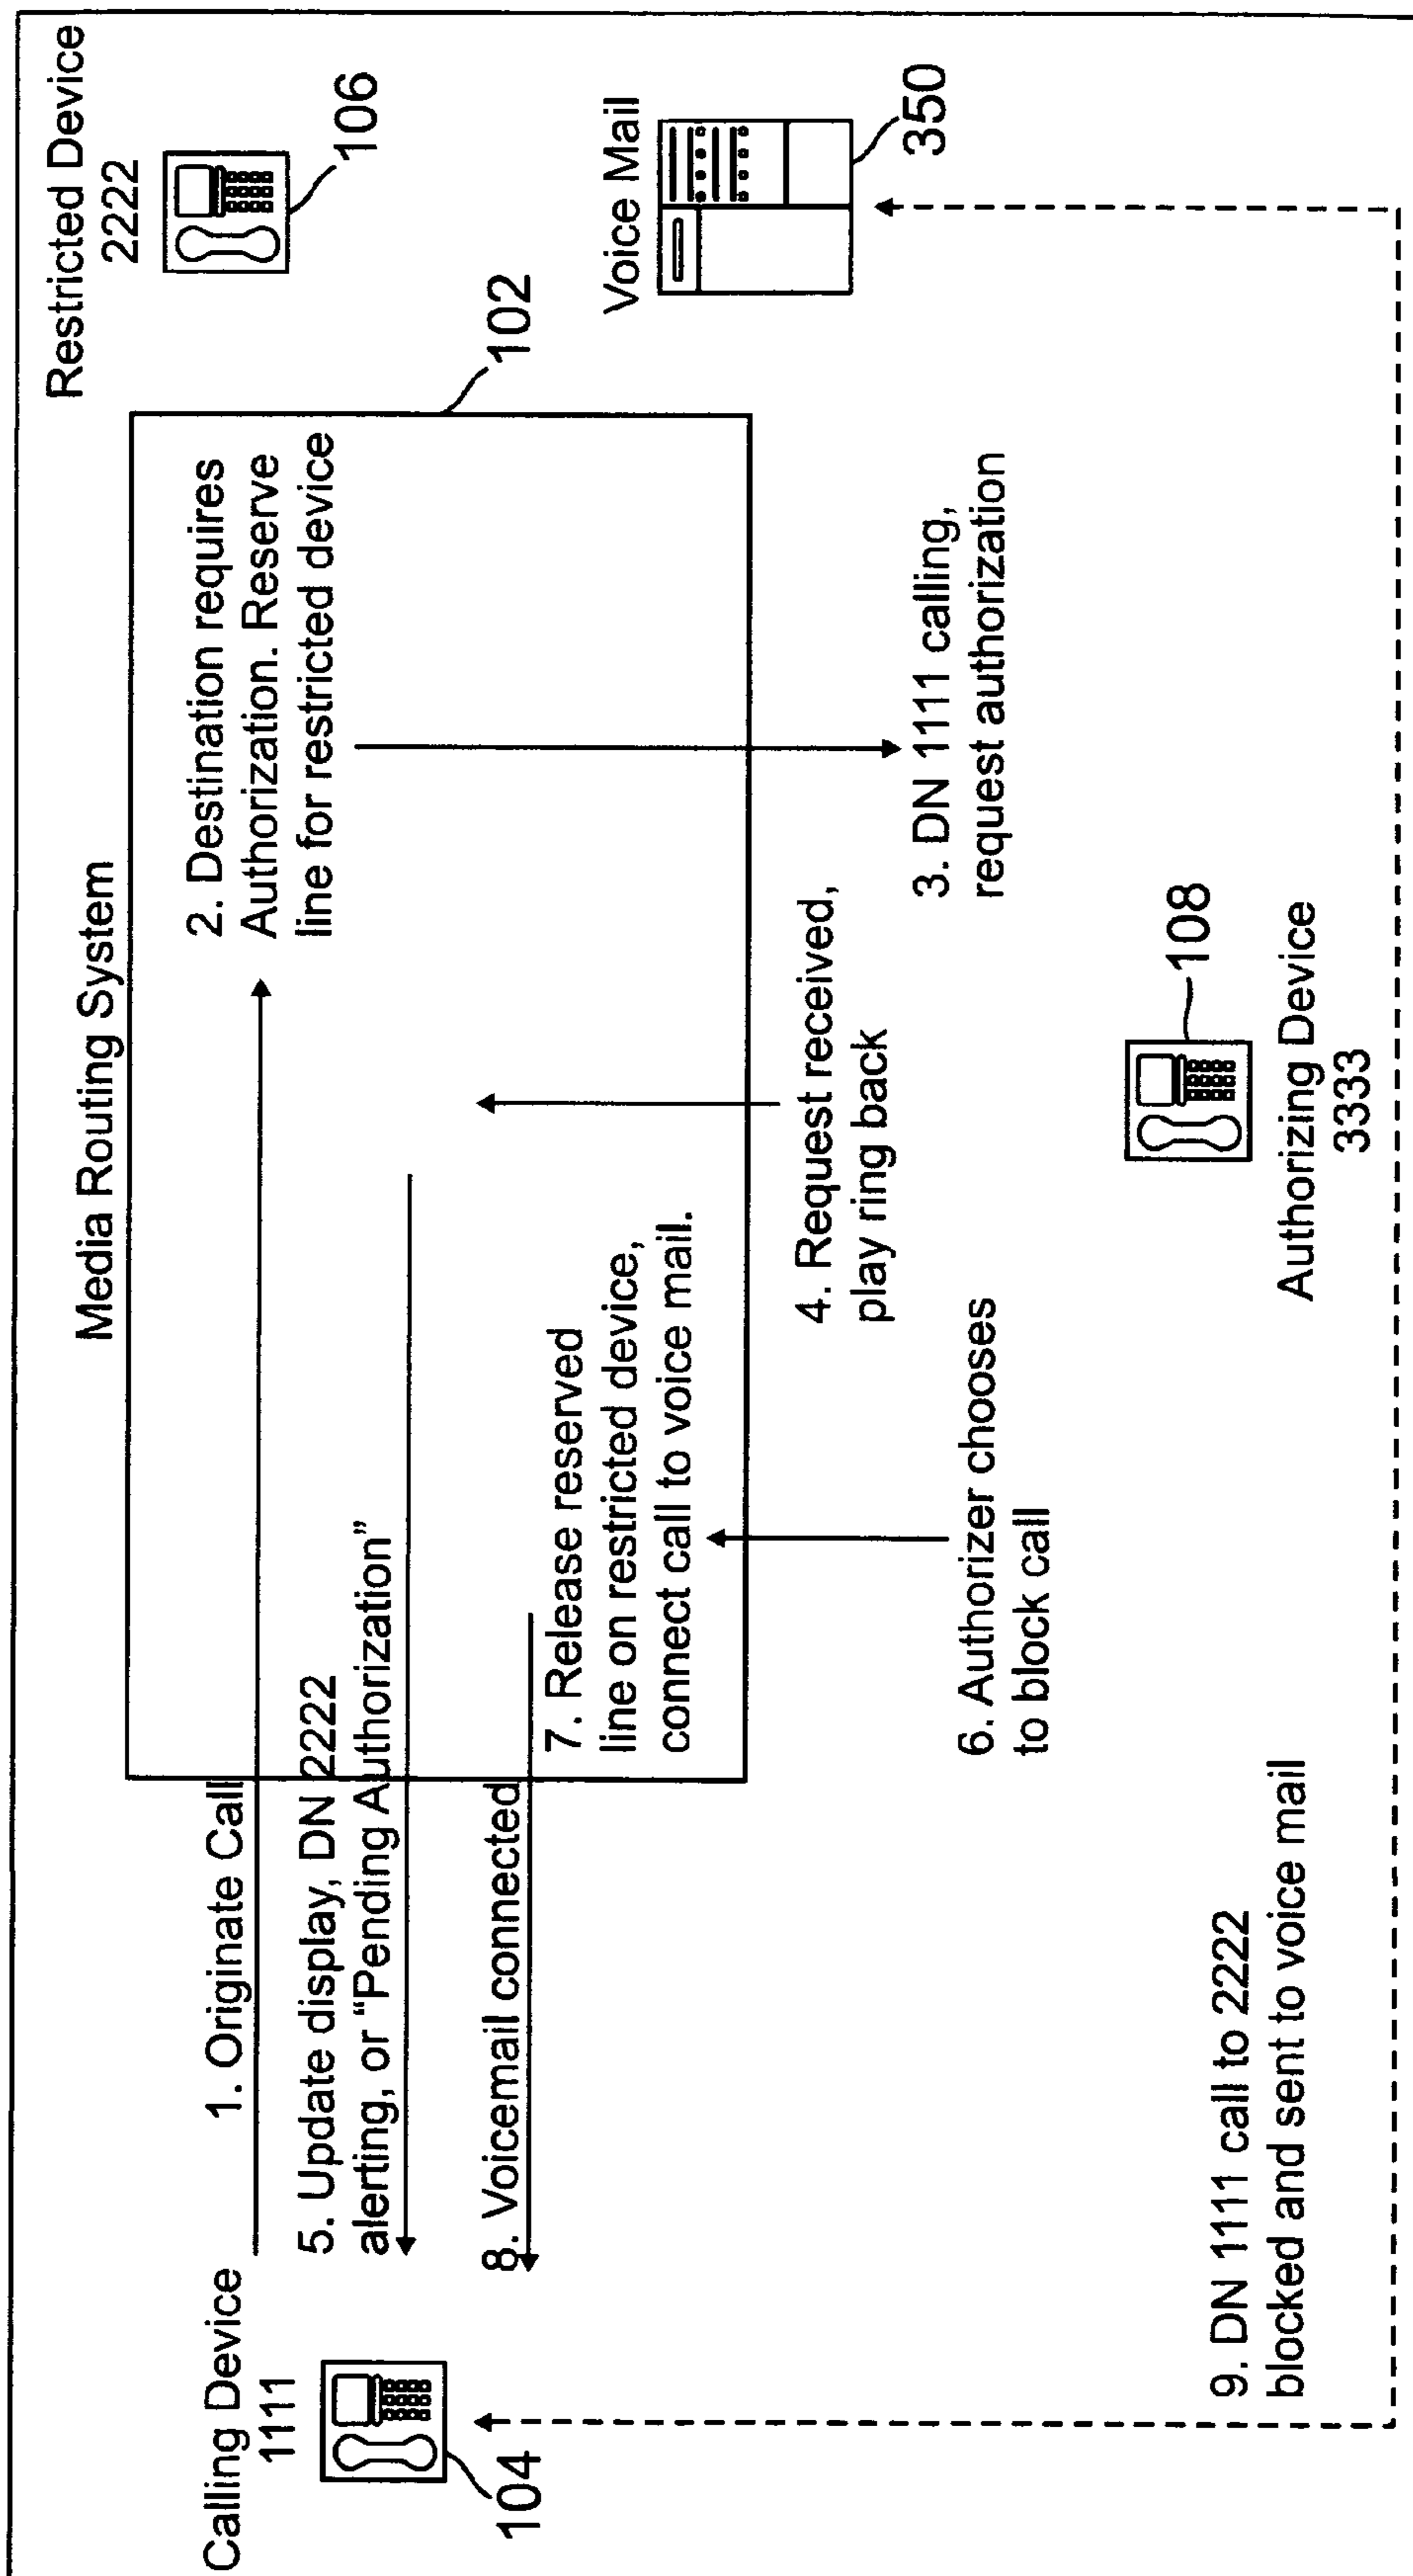 Media Routing System
Restricted Device
2222
106
Calling Device
1111
104
1. Originate Call
2. Destination requires
Authorization. Reserve
line for restricted device
102
5. Update display, DN 2222
alerting, or “Pending Authorization”
8. Voicemail connected
7. Release reserved
line on restricted device,
connect call to voice mail.
Voice Mail
350
4. Request received,
play ring back
3. DN 1111 calling,
request authorization
6. Authorizer chooses
to block call
108
Authorizing Device
3333
9. DN 1111 call to 2222
blocked and sent to voice mail